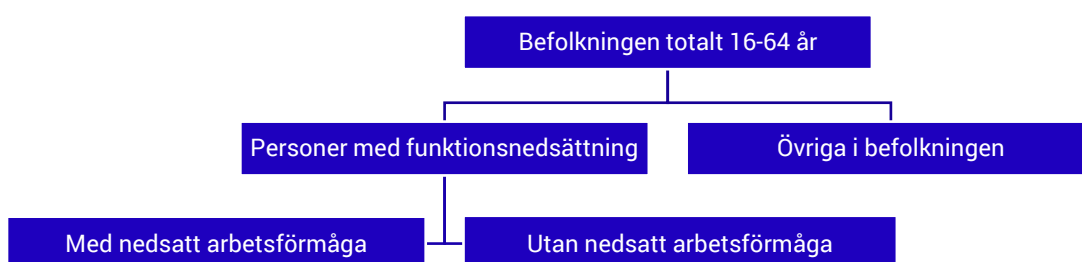 Befolkningen totalt 16-64 år
Personer med funktionsnedsättning
Övriga i befolkningen
Med nedsatt arbetsförmåga
Utan nedsatt arbetsförmåga